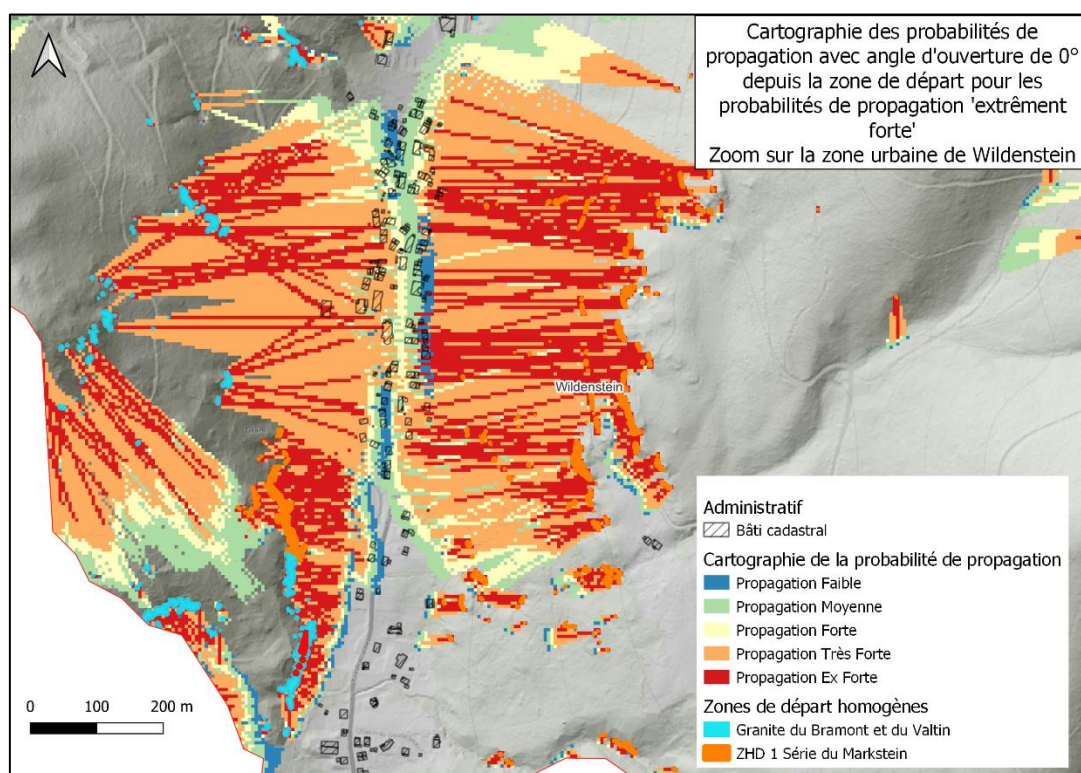 Cartographie des probabilités de
propagation avec angle d'ouverture de 0°
depuis la zone de départ pour les
probabilités de propagation 'extrêment
forte'
Zoom sur la zone urbaine de Wildenstein
Wildenstein
0 100 200 m
Administratif
Bâti cadastral
Cartographie de la probabilité de propagation
Propagation Faible
Propagation Moyenne
Propagation Forte
Propagation Très Forte
Propagation Ex Forte
Zones de départ homogènes
Granite du Bramont et du Valtin
ZHD 1 Série du Markstein